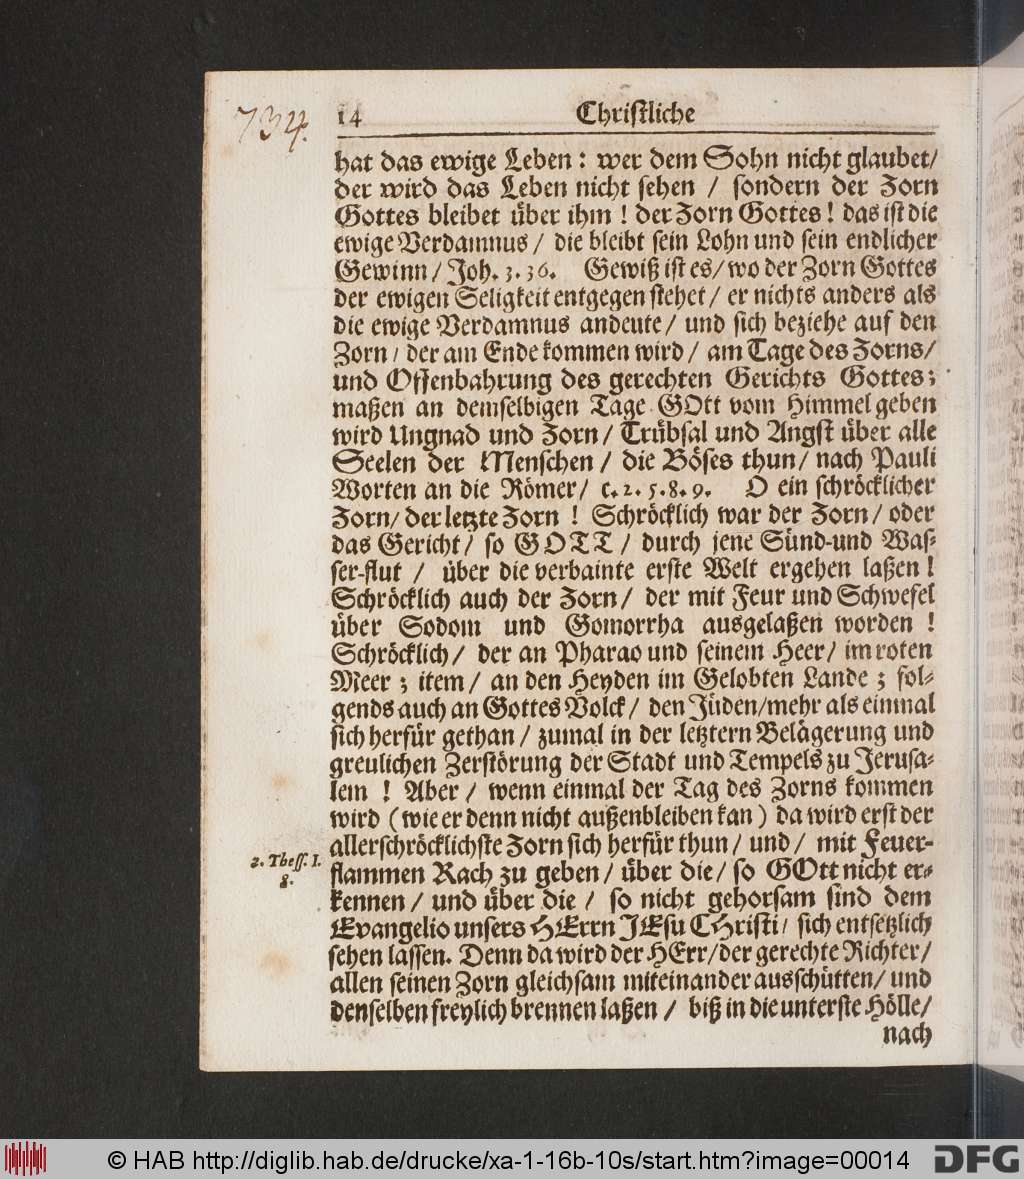 734.
14 Christliche
hat das ewige Leben: wer dem Sohn nicht glaubet/
der wird das Leben nicht sehen / sondern der Zorn
Gottes bleibet über ihm! der Zorn Gottes! das ist die
ewige Verdamnus / die bleibt sein Lohn und sein endlicher
Gewinn / Joh. 3. 36. Gewiß ist es/ wo der Zorn Gottes
der ewigen Seligkeit entgegen stehet / er nichts anders als
die ewige Verdamnus andeute / und sich beziehe auf den
Zorn / der am Ende kommen wird / am Tage des Zorns/
und Offenbahrung des gerechten Gerichts Gottes;
maßen an demselbigen Tage GOtt vom Himmel geben
wird Ungnad und Zorn / Trübsal und Angst über alle
Seelen der Menschen / die Böses thun / nach Pauli
Worten an die Römer / c. 2. 5. 8. 9. O ein schröcklicher
Zorn / der letzte Zorn ! Schröcklich war der Zorn / oder
das Gericht / so GOTT / durch jene Sünd-und Was-
ser-flut / über die verbainte erste Welt ergehen laßen !
Schröcklich auch der Zorn / der mit Feur und Schwefel
über Sodom und Gomorrha ausgelaßen worden !
Schröcklich / der an Pharao und seinem Heer / im roten
Meer ; item / an den Heyden im Gelobten Lande ; fol-
gends auch an Gottes Volck / den Jüden/mehr als einmal
sich herfür gethan / zumal in der letztern Belägerung und
greulichen Zerstörung der Stadt und Tempels zu Jerusa-
lem ! Aber / wenn einmal der Tag des Zorns kommen
wird ( wie er denn nicht außenbleiben kan ) da wird erst der
allerschröcklichste Zorn sich herfür thun / und / mit Feuer-
flammen Rach zu geben / über die / so GOtt nicht er-
kennen / und über die / so nicht gehorsam sind dem
Evangelio unsers HErrn JEsu CHristi / sich entsetzlich
sehen lassen. Denn da wird der HErr/der gerechte Richter/
allen seinen Zorn gleichsam miteinander ausschütten/ und
denselben freylich brennen laßen / biß in die unterste Hölle/
nach
2. Thess. I.
8.
© HAB http://diglib.hab.de/drucke/xa-1-16b-10s/start.htm?image=00014
DFG